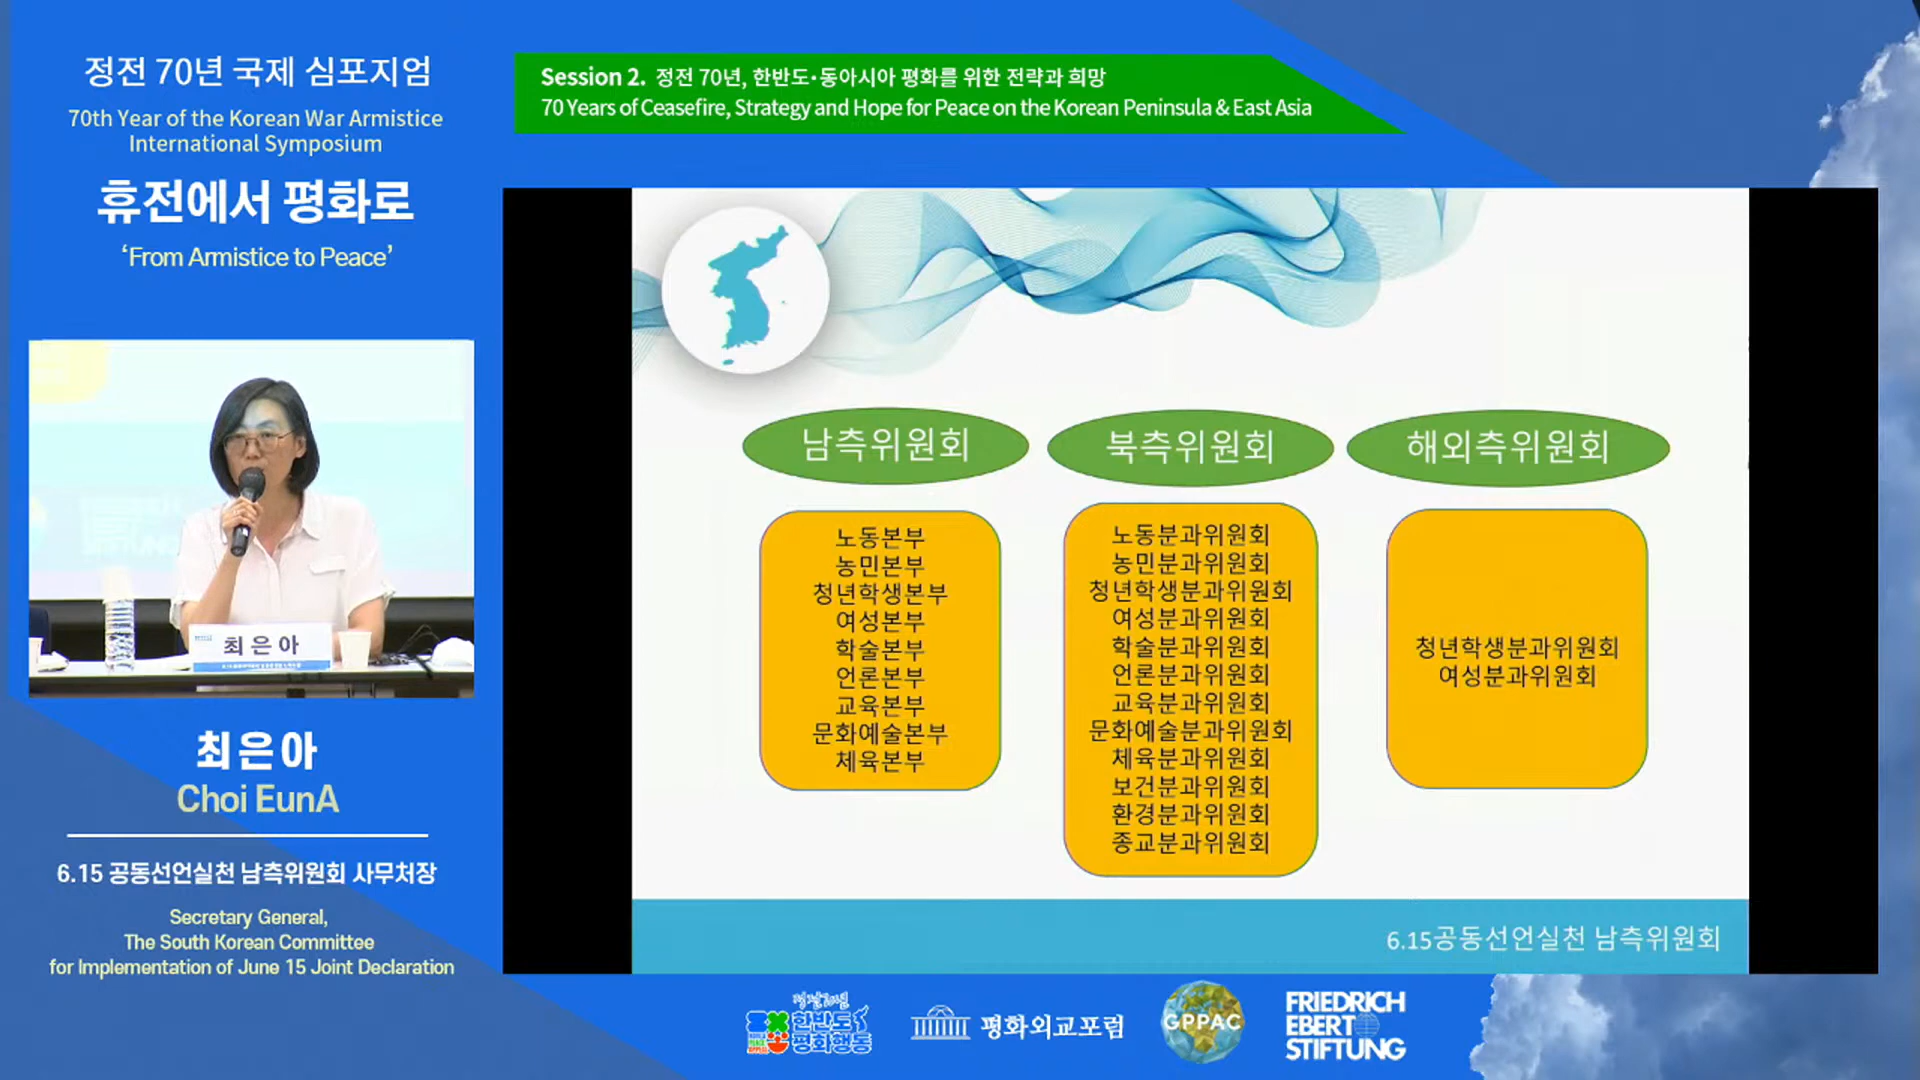 정전 70년 국제 심포지엄
70th Year of the Korean War Armistice
International Symposium
휴전에서 평화로
‘From Armistice to Peace’
Session 2. 정전 70년, 한반도·동아시아 평화를 위한 전략과 희망
70 Years of Ceasefire, Strategy and Hope for Peace on the Korean Peninsula & East Asia
남측위원회
노동본부
농민본부
청년학생본부
여성본부
학술본부
언론본부
교육본부
문화예술본부
체육본부
북측위원회
노동분과위원회
농민분과위원회
청년학생분과위원회
여성분과위원회
학술분과위원회
언론분과위원회
교육분과위원회
문화예술분과위원회
체육분과위원회
보건분과위원회
환경분과위원회
종교분과위원회
해외측위원회
청년학생분과위원회
여성분과위원회
6.15공동선언실천 남측위원회
최은아
최은아
Choi EunA
6.15 공동선언실천 남측위원회 사무처장
Secretary General,
The South Korean Committee
for Implementation of June 15 Joint Declaration
정전70년
한반도
평화행동
평화외교포럼
GPPAC
FRIEDRICH
EBERT
STIFTUNG